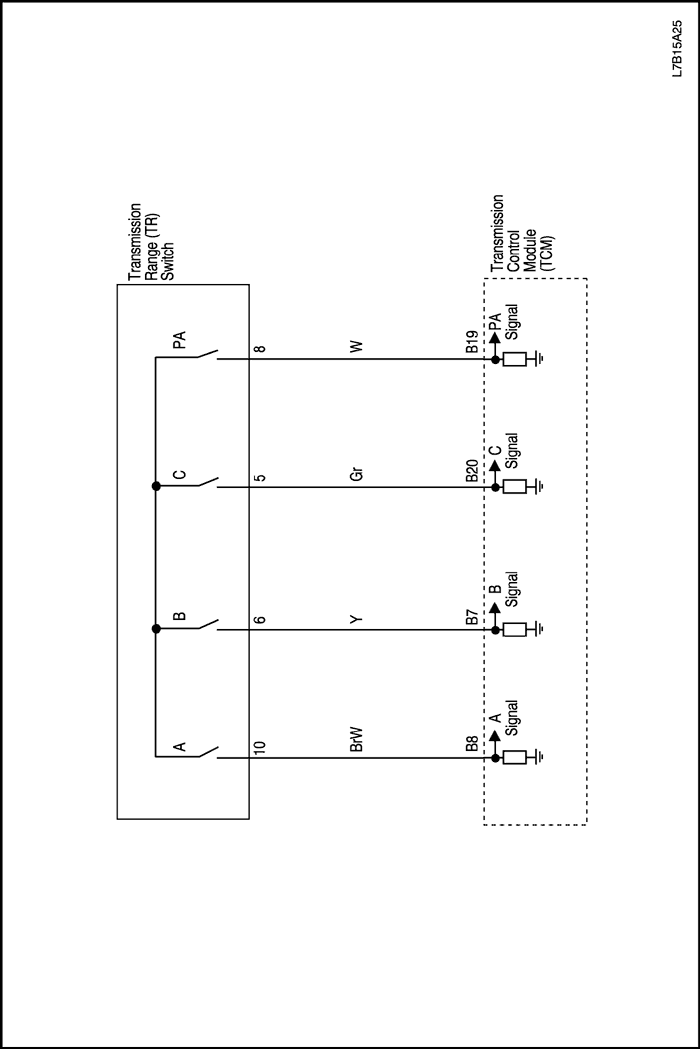 L7B15A25
Transmission
Range (TR)
Switch
A
B
C
PA
10
6
5
8
BrW
Y
Gr
W
B8
B7
B20
B19
A
Signal
B
Signal
C
Signal
PA
Signal
Transmission
Control
Module
(TCM)